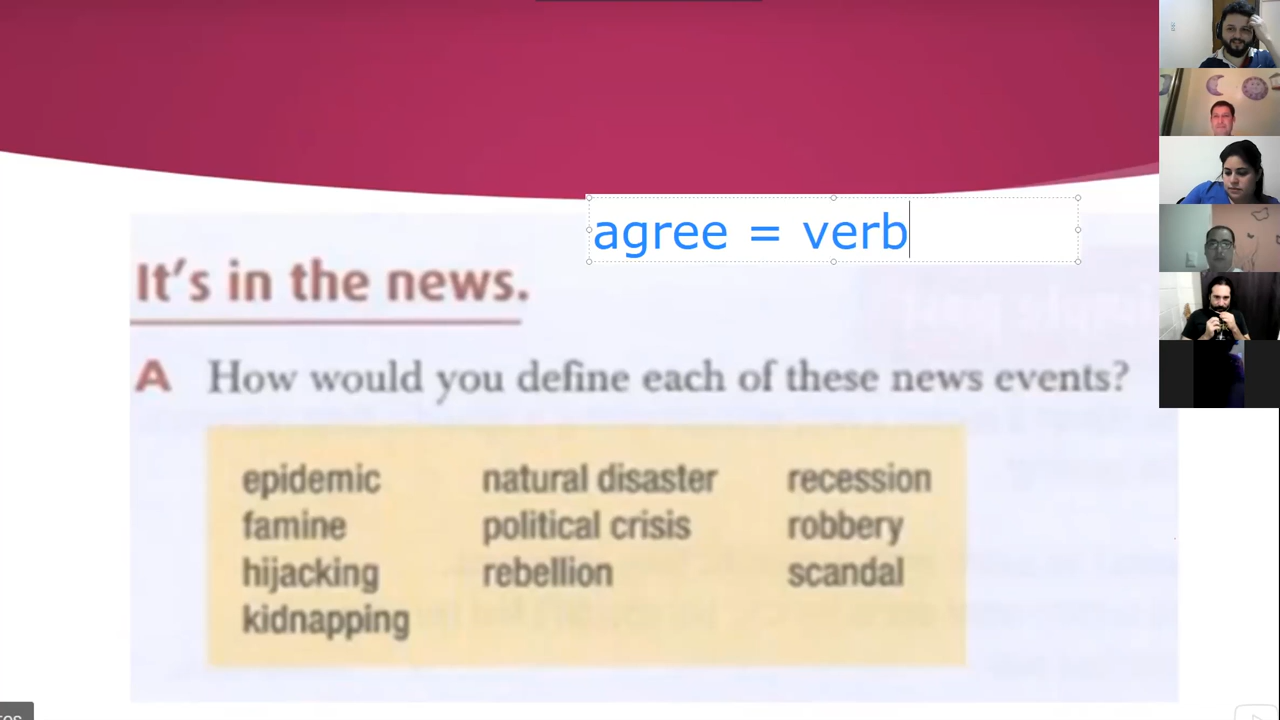 agree = verb
It's in the news.
A How would you define each of these news events?
epidemic natural disaster recession
famine political crisis robbery
hijacking rebellion scandal
kidnapping